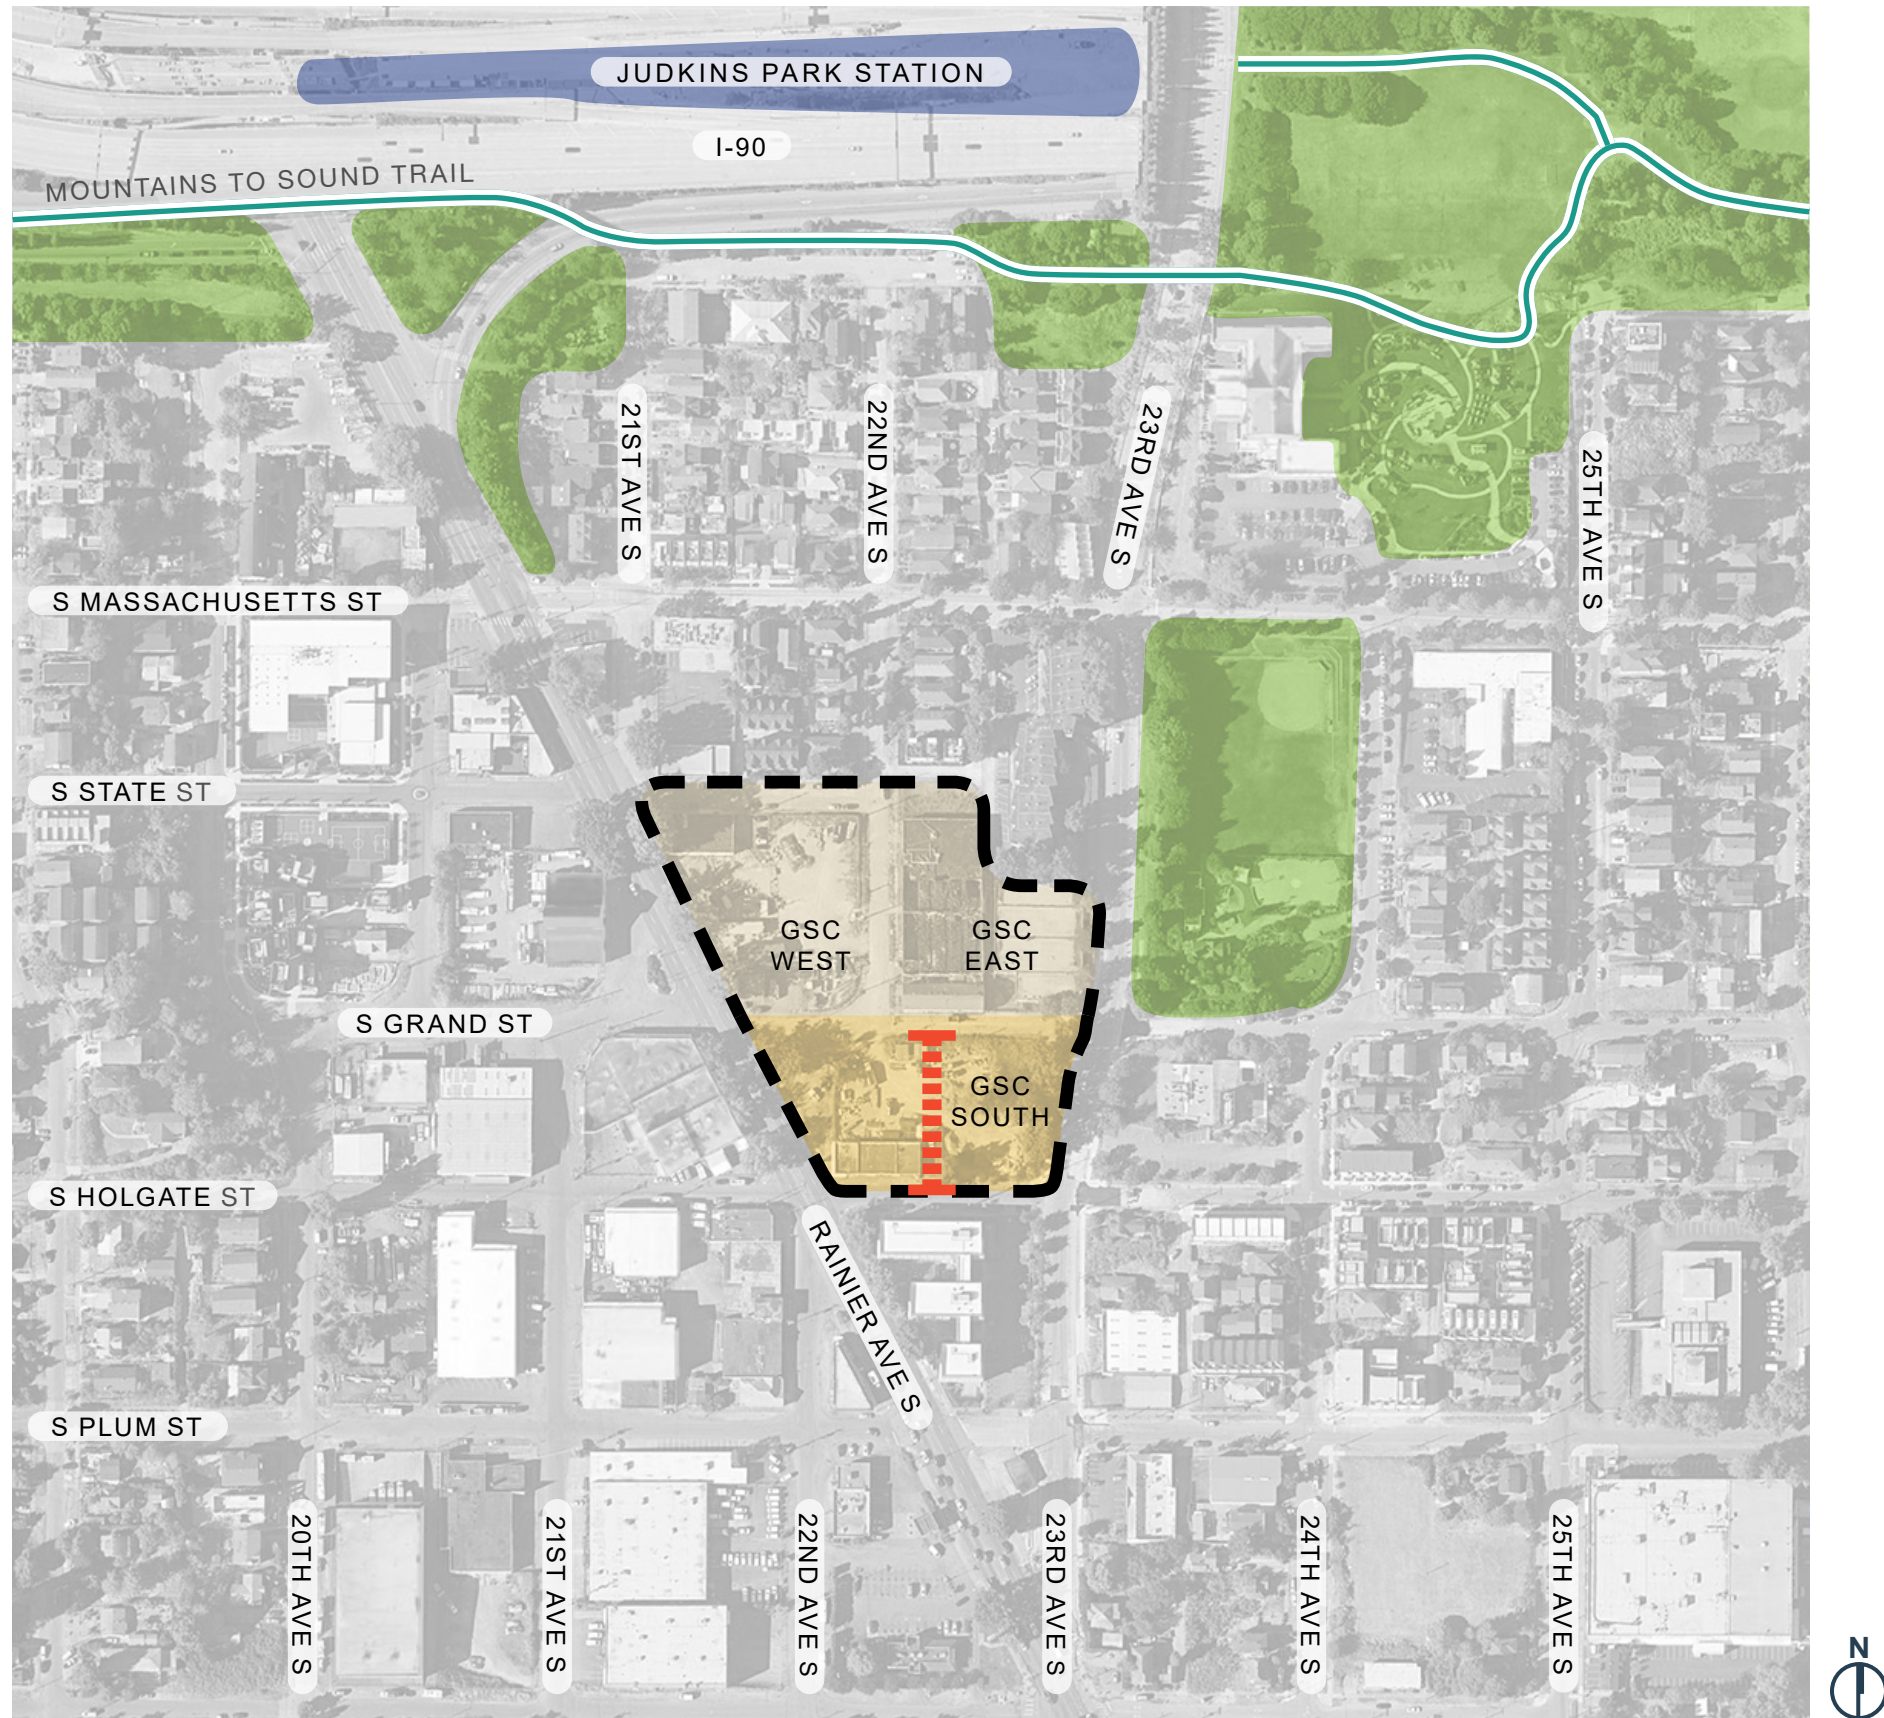 JUDKINS PARK STATION
I-90
MOUNTAINS TO SOUND TRAIL
21ST AVE S
22ND AVE S
23RD AVE S
25TH AVE S
S MASSACHUSETTS ST
S STATE ST
GSC
WEST
GSC
EAST
S GRAND ST
GSC
SOUTH
S HOLGATE ST
RAINIER AVE S
S PLUM ST
20TH AVE S
21ST AVE S
22ND AVE S
23RD AVE S
24TH AVE S
25TH AVE S
N